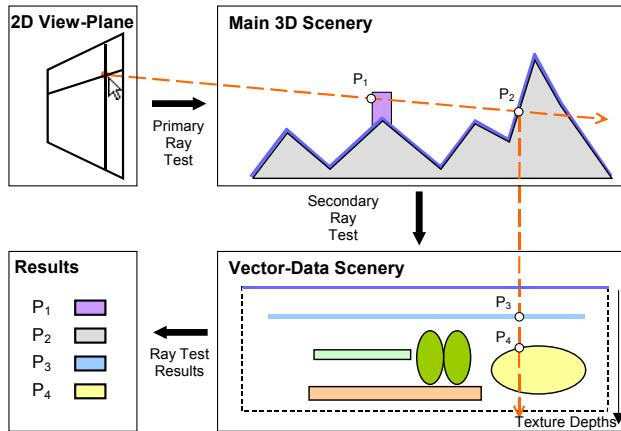 2D View-Plane
Main 3D Scenery
P1
P2
Primary
Ray
Test
Secondary
Ray
Test
Results
P1
P2
P3
P4
Ray Test
Results
Vector-Data Scenery
P3
P4
Texture Depths